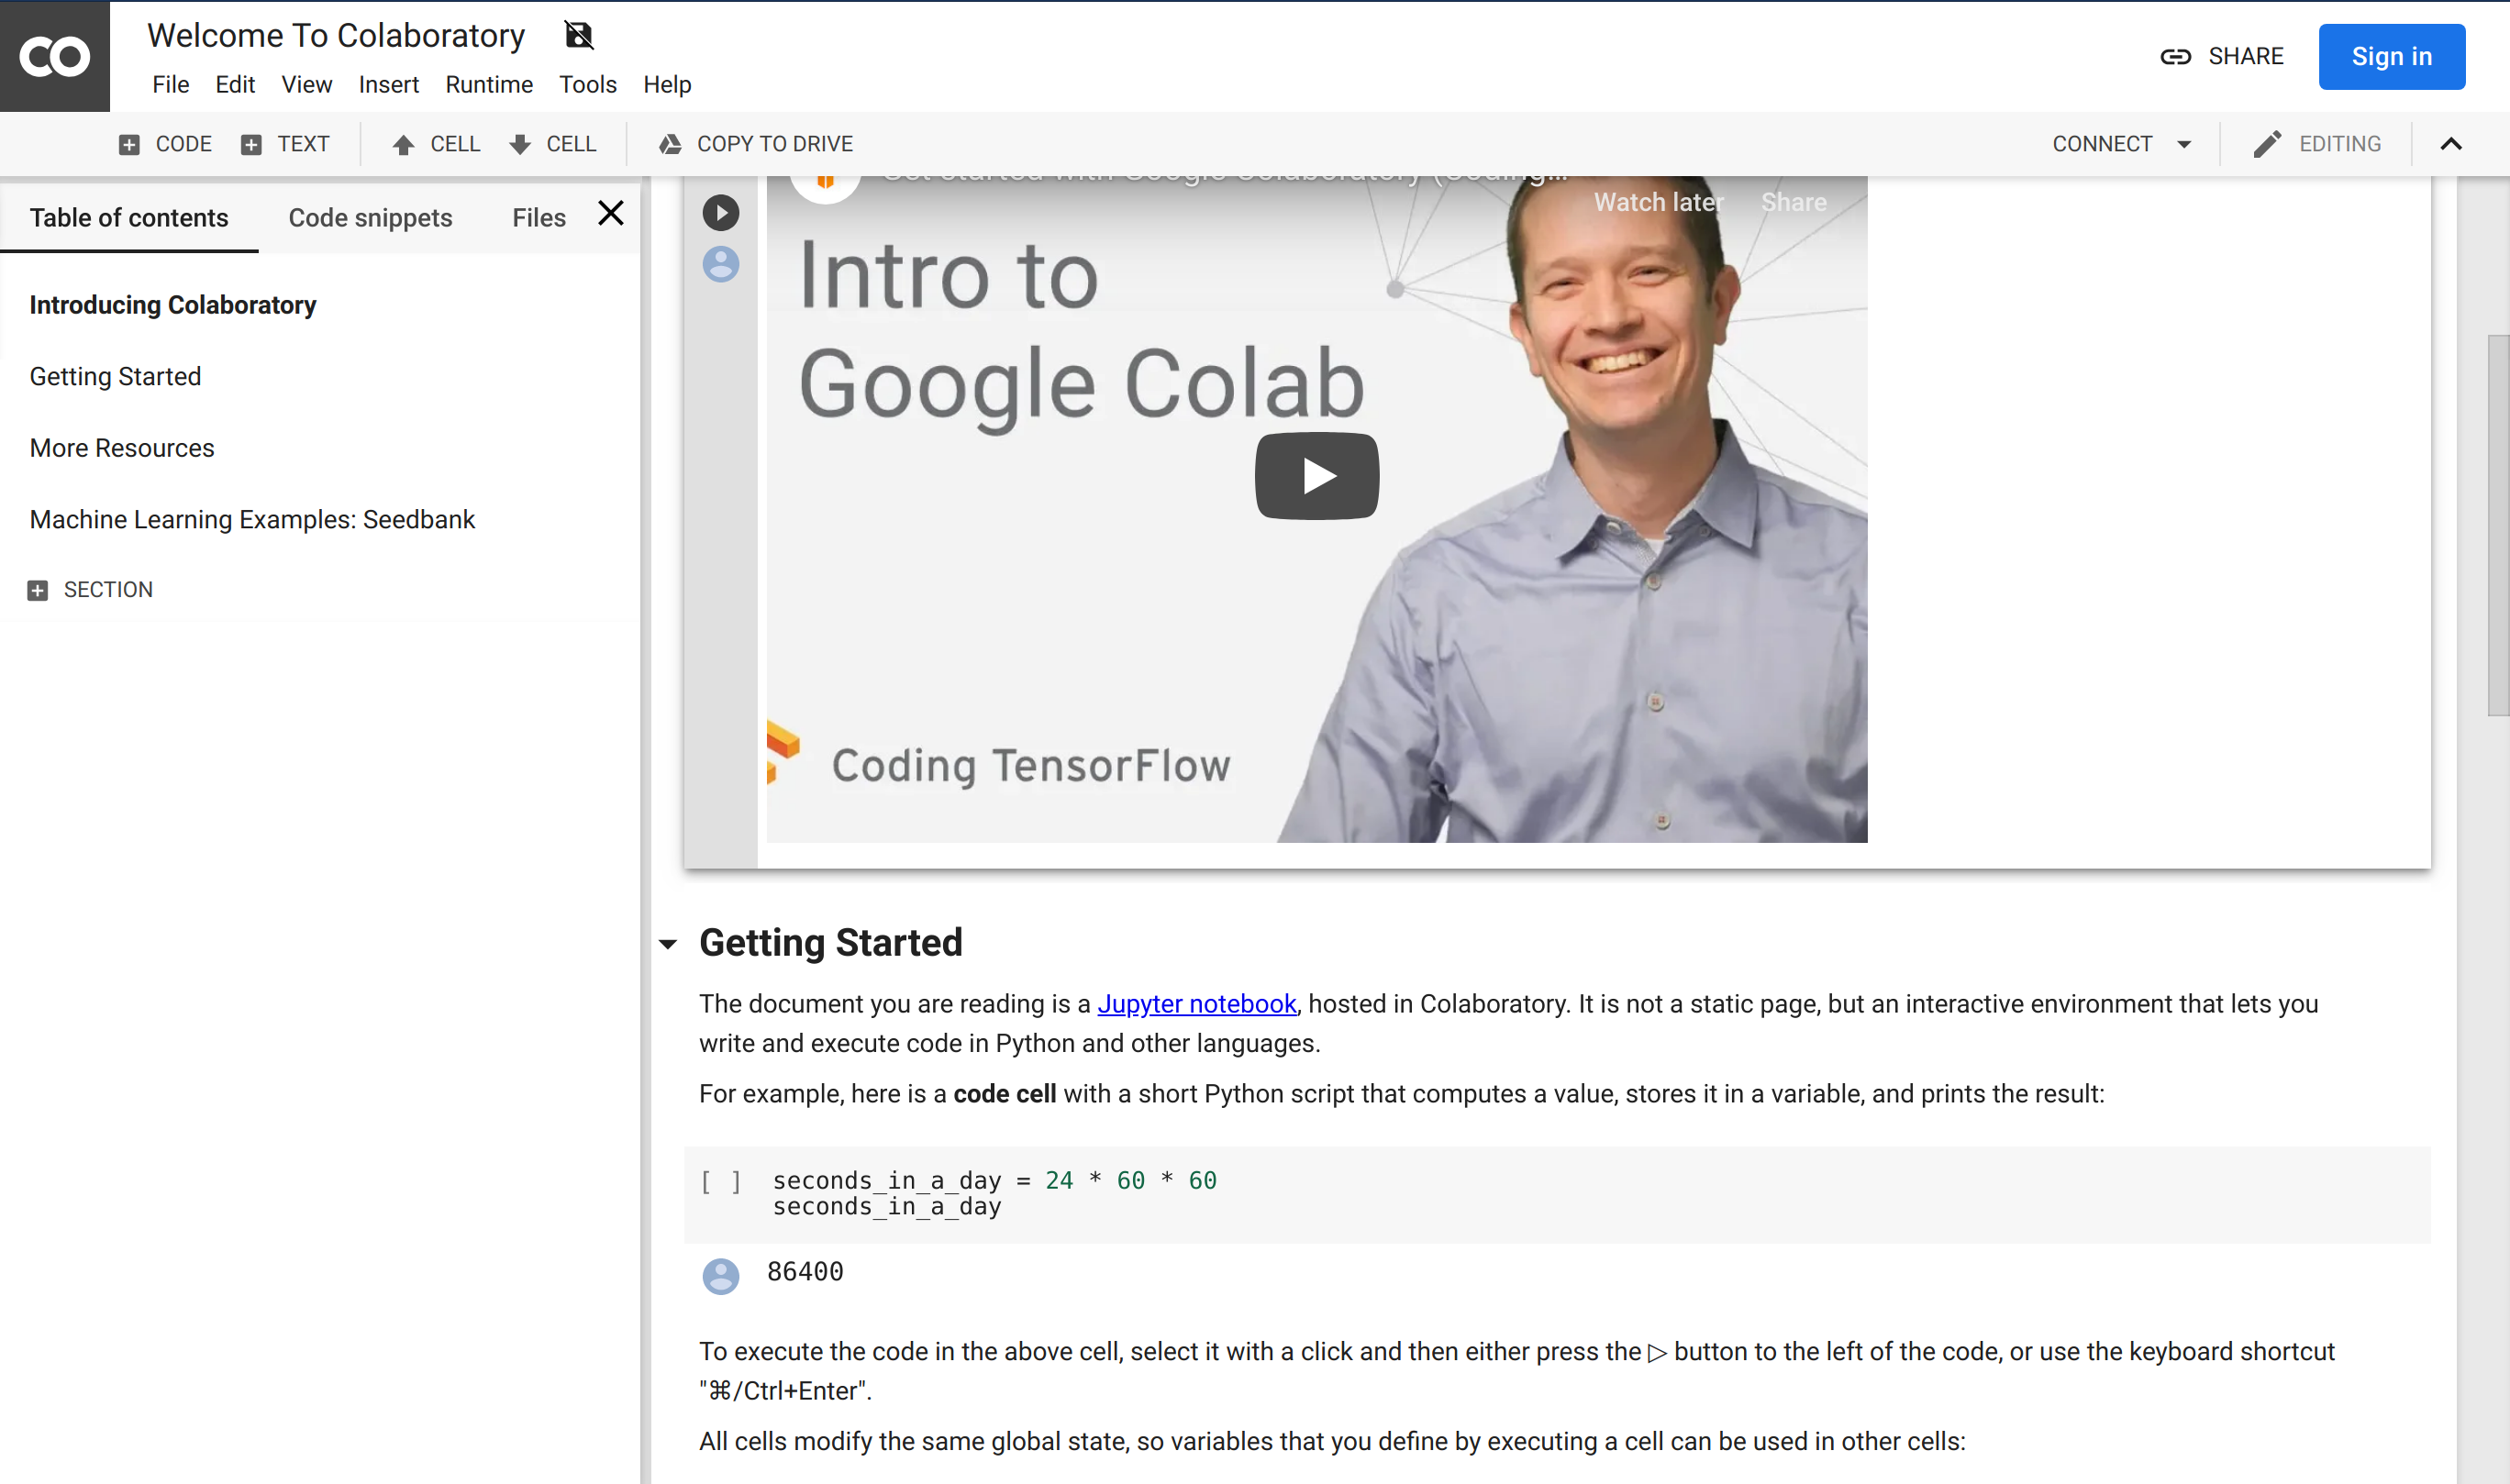 CO
Welcome To Colaboratory
SHARE
Sign in
File Edit View Insert Runtime Tools Help
CODE TEXT CELL CELL COPY TO DRIVE
CONNECT EDITING
Table of contents Code snippets Files
Introducing Colaboratory
Getting Started
More Resources
Machine Learning Examples: Seedbank
SECTION
Get started with Google Colaboratory (Coding...
Watch later Share
Intro to
Google Colab
Coding TensorFlow
Getting Started
The document you are reading is a Jupyter notebook, hosted in Colaboratory. It is not a static page, but an interactive environment that lets you
write and execute code in Python and other languages.
For example, here is a code cell with a short Python script that computes a value, stores it in a variable, and prints the result:
[ ] seconds_in_a_day = 24 * 60 * 60
seconds_in_a_day
86400
To execute the code in the above cell, select it with a click and then either press the ▷ button to the left of the code, or use the keyboard shortcut
"⌘/Ctrl+Enter".
All cells modify the same global state, so variables that you define by executing a cell can be used in other cells: